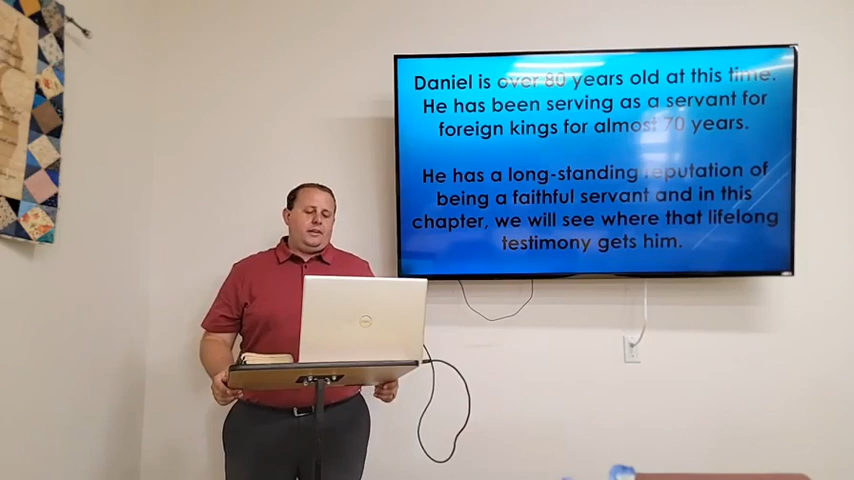 Daniel is over 80 years old at this time.
He has been serving as a servant for
foreign kings for almost 70 years.
He has a long-standing reputation of
being a faithful servant and in this
chapter, we will see where that lifelong
testimony gets him.
DELL